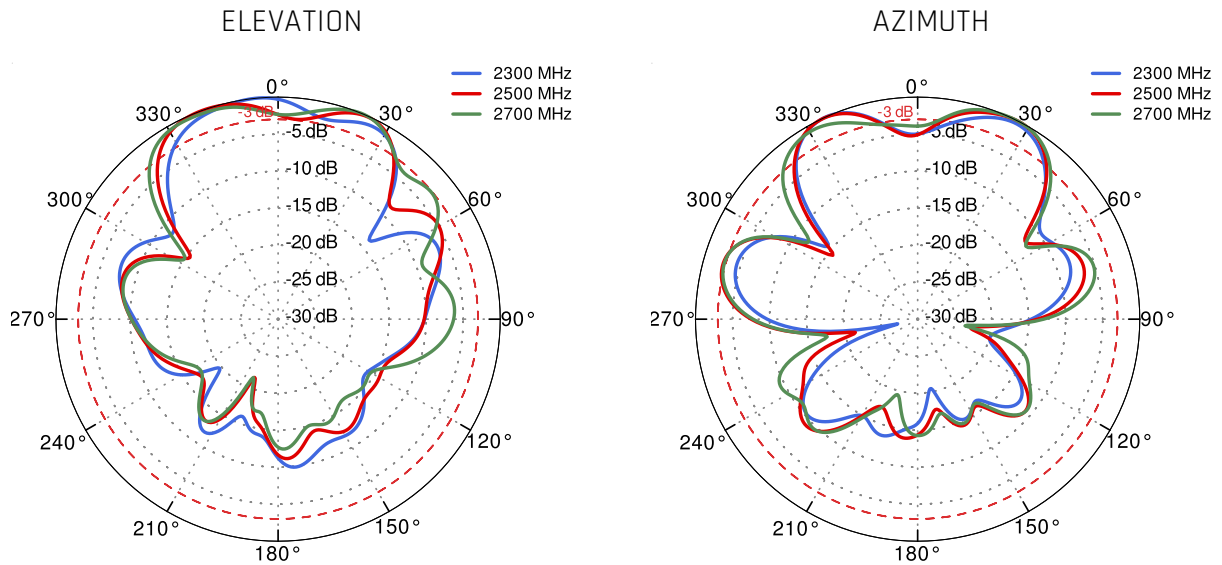 ELEVATION
2300 MHz
2500 MHz
2700 MHz
0°
330°
30°
-3 dB
-5 dB
-10 dB
300°
60°
-15 dB
-20 dB
-25 dB
270°
-30 dB
90°
240°
120°
210°
150°
180°
AZIMUTH
2300 MHz
2500 MHz
2700 MHz
0°
330°
30°
-3 dB
-5 dB
-10 dB
300°
60°
-15 dB
-20 dB
-25 dB
270°
-30 dB
90°
240°
120°
210°
150°
180°